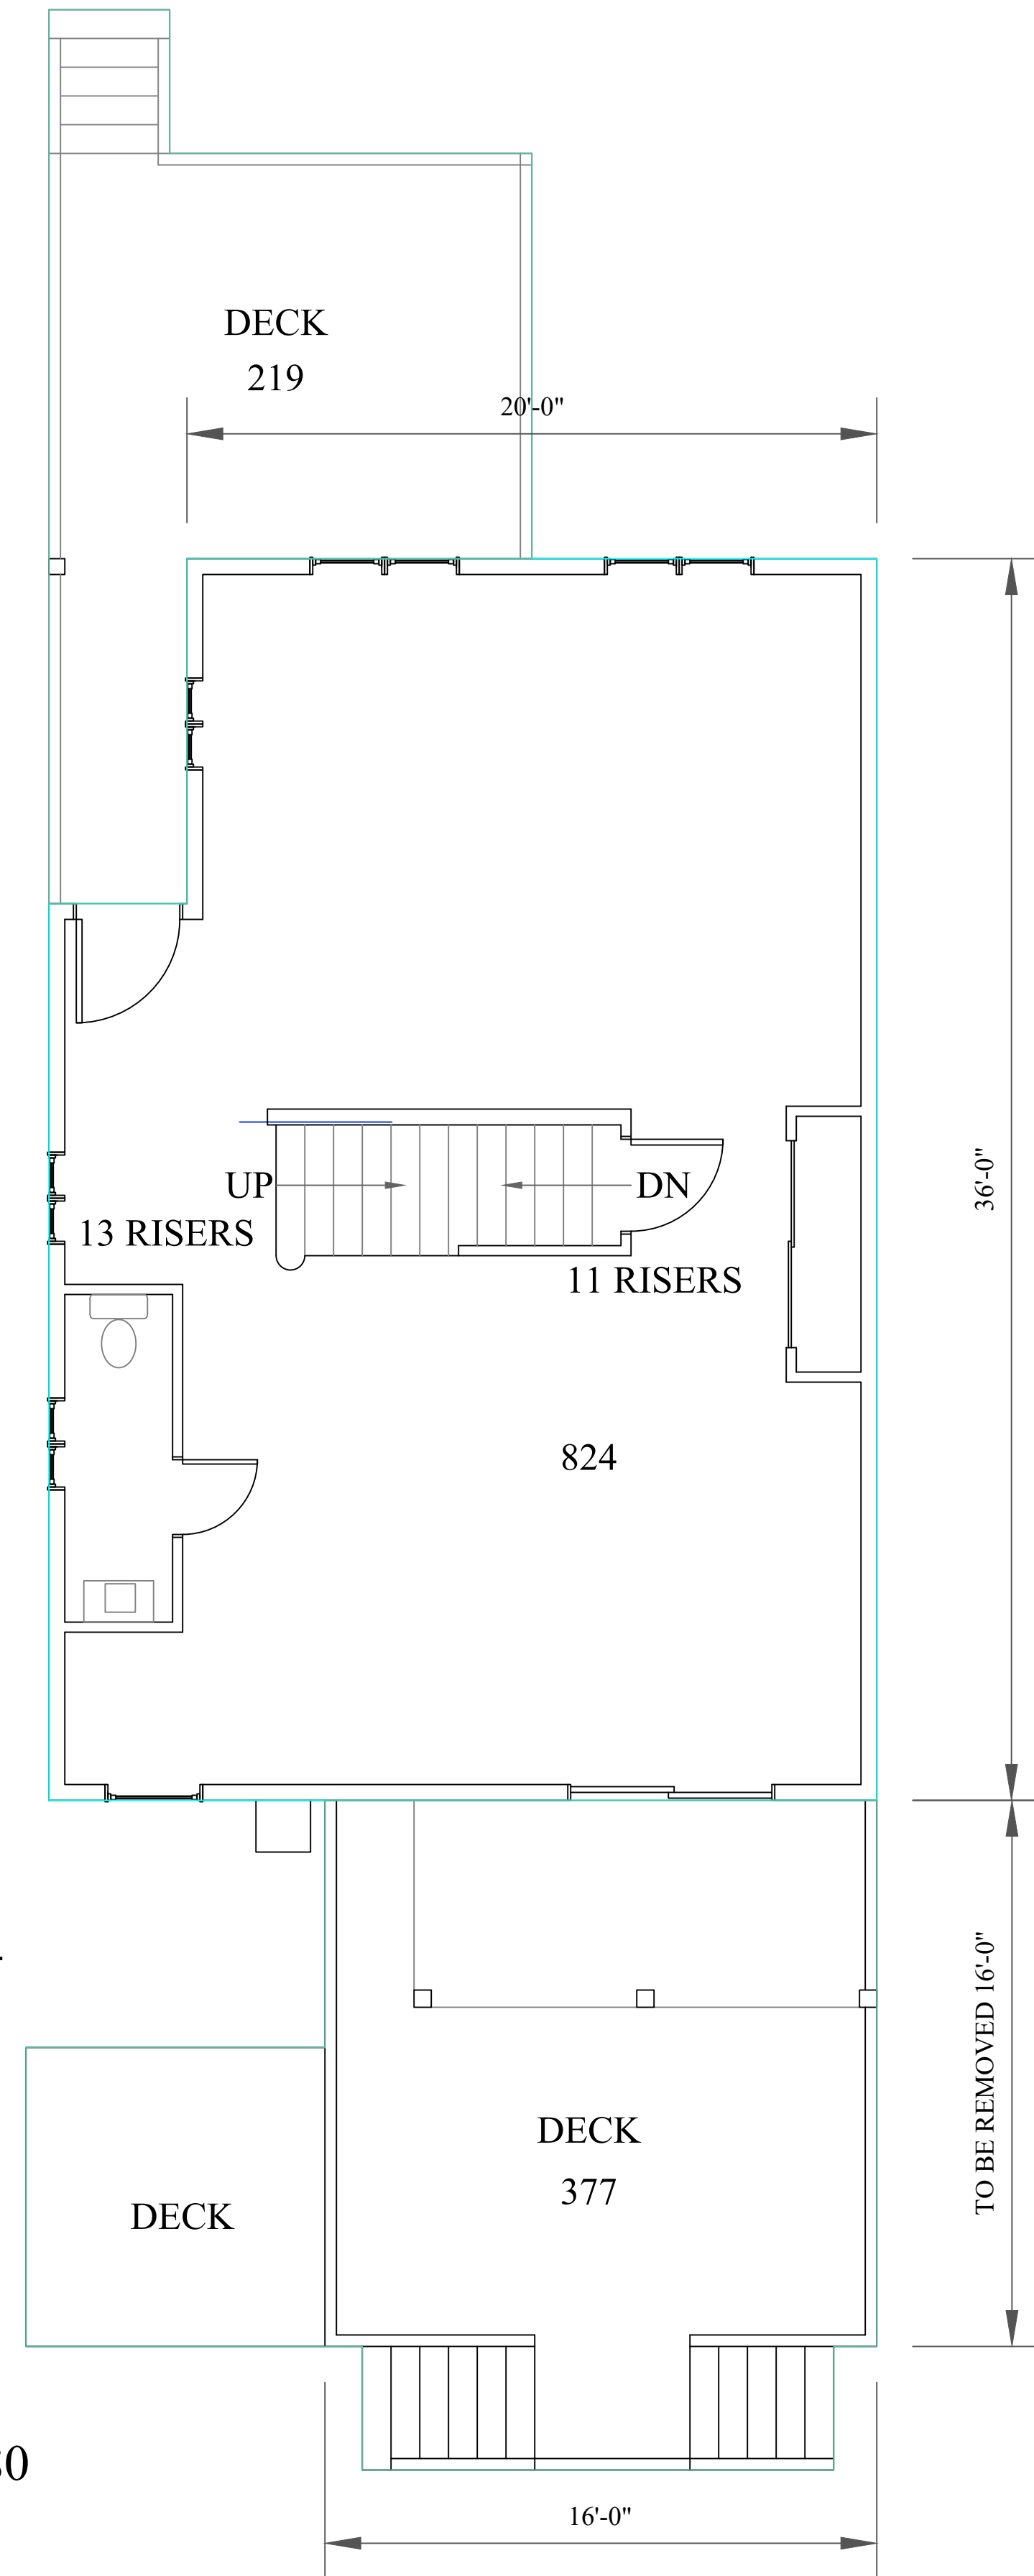 DECK
219
20'-0"
36'-0"
UP
DN
13 RISERS
11 RISERS
824
TO BE REMOVED 16'-0"
DECK
377
DECK
16'-0"